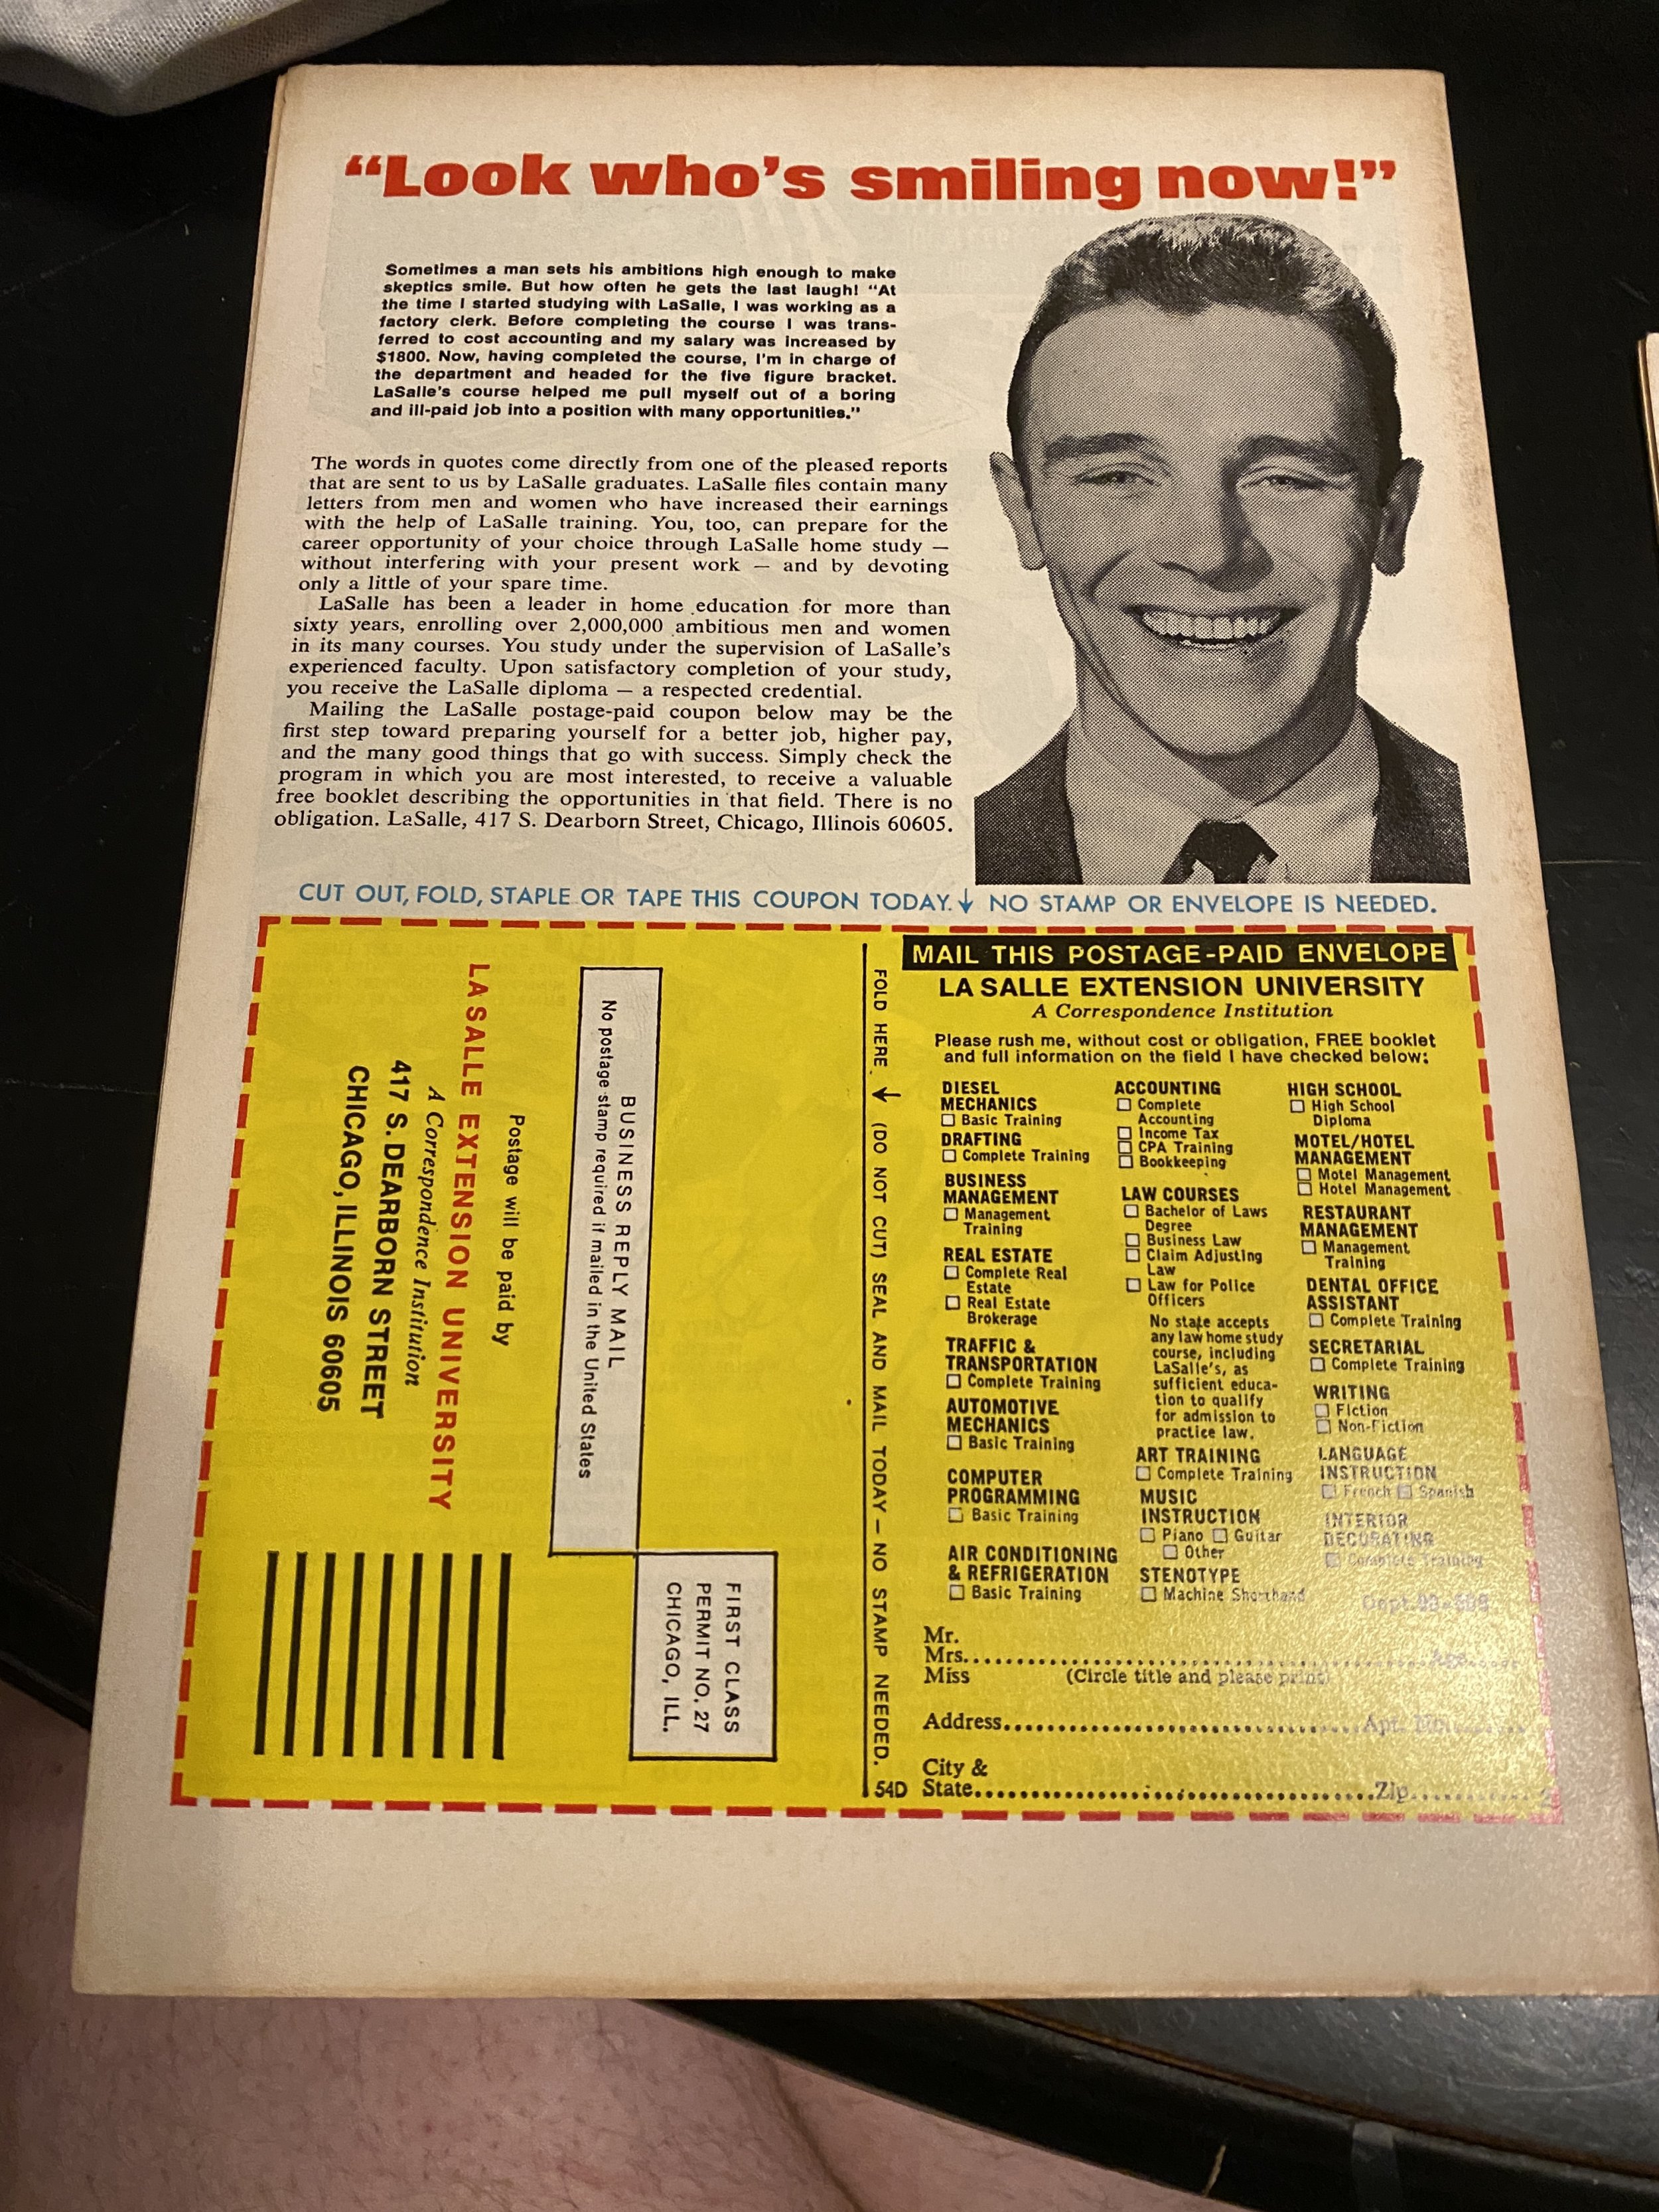 “Look who’s smiling now!”
Sometimes a man sets his ambitions high enough to make
skeptics smile. But how often he gets the last laugh! “At
the time I started studying with LaSalle, I was working as a
factory clerk. Before completing the course I was trans-
ferred to cost accounting and my salary was increased by
$1800. Now, having completed the course, I’m in charge of
the department and headed for the five figure bracket.
LaSalle’s course helped me pull myself out of a boring
and ill-paid job into a position with many opportunities.”
The words in quotes come directly from one of the pleased reports
that are sent to us by LaSalle graduates. LaSalle files contain many
letters from men and women who have increased their earnings
with the help of LaSalle training. You, too, can prepare for the
career opportunity of your choice through LaSalle home study —
without interfering with your present work — and by devoting
only a little of your spare time.
LaSalle has been a leader in home education for more than
sixty years, enrolling over 2,000,000 ambitious men and women
in its many courses. You study under the supervision of LaSalle’s
experienced faculty. Upon satisfactory completion of your study,
you receive the LaSalle diploma — a respected credential.
Mailing the LaSalle postage-paid coupon below may be the
first step toward preparing yourself for a better job, higher pay,
and the many good things that go with success. Simply check the
program in which you are most interested, to receive a valuable
free booklet describing the opportunities in that field. There is no
obligation. LaSalle, 417 S. Dearborn Street, Chicago, Illinois 60605.
CUT OUT, FOLD, STAPLE OR TAPE THIS COUPON TODAY. ↓ NO STAMP OR ENVELOPE IS NEEDED.
FIRST CLASS
PERMIT NO. 27
CHICAGO, ILL.
BUSINESS REPLY MAIL
No postage stamp required if mailed in the United States
Postage will be paid by
LA SALLE EXTENSION UNIVERSITY
A Correspondence Institution
417 S. DEARBORN STREET
CHICAGO, ILLINOIS 60605
FOLD HERE. → (DO NOT CUT) SEAL AND MAIL TODAY — NO STAMP NEEDED.
54D
MAIL THIS POSTAGE-PAID ENVELOPE
LA SALLE EXTENSION UNIVERSITY
A Correspondence Institution
Please rush me, without cost or obligation, FREE booklet
and full information on the field I have checked below:
DIESEL
MECHANICS
☐ Basic Training
DRAFTING
☐ Complete Training
BUSINESS
MANAGEMENT
☐ Management
Training
REAL ESTATE
☐ Complete Real
Estate
☐ Real Estate
Brokerage
TRAFFIC &
TRANSPORTATION
☐ Complete Training
AUTOMOTIVE
MECHANICS
☐ Basic Training
COMPUTER
PROGRAMMING
☐ Basic Training
AIR CONDITIONING
& REFRIGERATION
☐ Basic Training
ACCOUNTING
☐ Complete
Accounting
☐ Income Tax
☐ CPA Training
☐ Bookkeeping
LAW COURSES
☐ Bachelor of Laws
Degree
☐ Business Law
☐ Claim Adjusting
Law
☐ Law for Police
Officers
No state accepts
any law home study
course, including
LaSalle’s, as
sufficient educa-
tion to qualify
for admission to
practice law.
ART TRAINING
☐ Complete Training
MUSIC
INSTRUCTION
☐ Piano ☐ Guitar
☐ Other
STENOTYPE
☐ Machine Shorthand
HIGH SCHOOL
☐ High School
Diploma
MOTEL/HOTEL
MANAGEMENT
☐ Motel Management
☐ Hotel Management
RESTAURANT
MANAGEMENT
☐ Management
Training
DENTAL OFFICE
ASSISTANT
☐ Complete Training
SECRETARIAL
☐ Complete Training
WRITING
☐ Fiction
☐ Non-Fiction
LANGUAGE
INSTRUCTION
☐ French ☐ Spanish
INTERIOR
DECORATING
☐ Complete Training
Dept.
Mr.
Mrs. Age
Miss (Circle title and please print)
Address Apt. No.
City &
State Zip